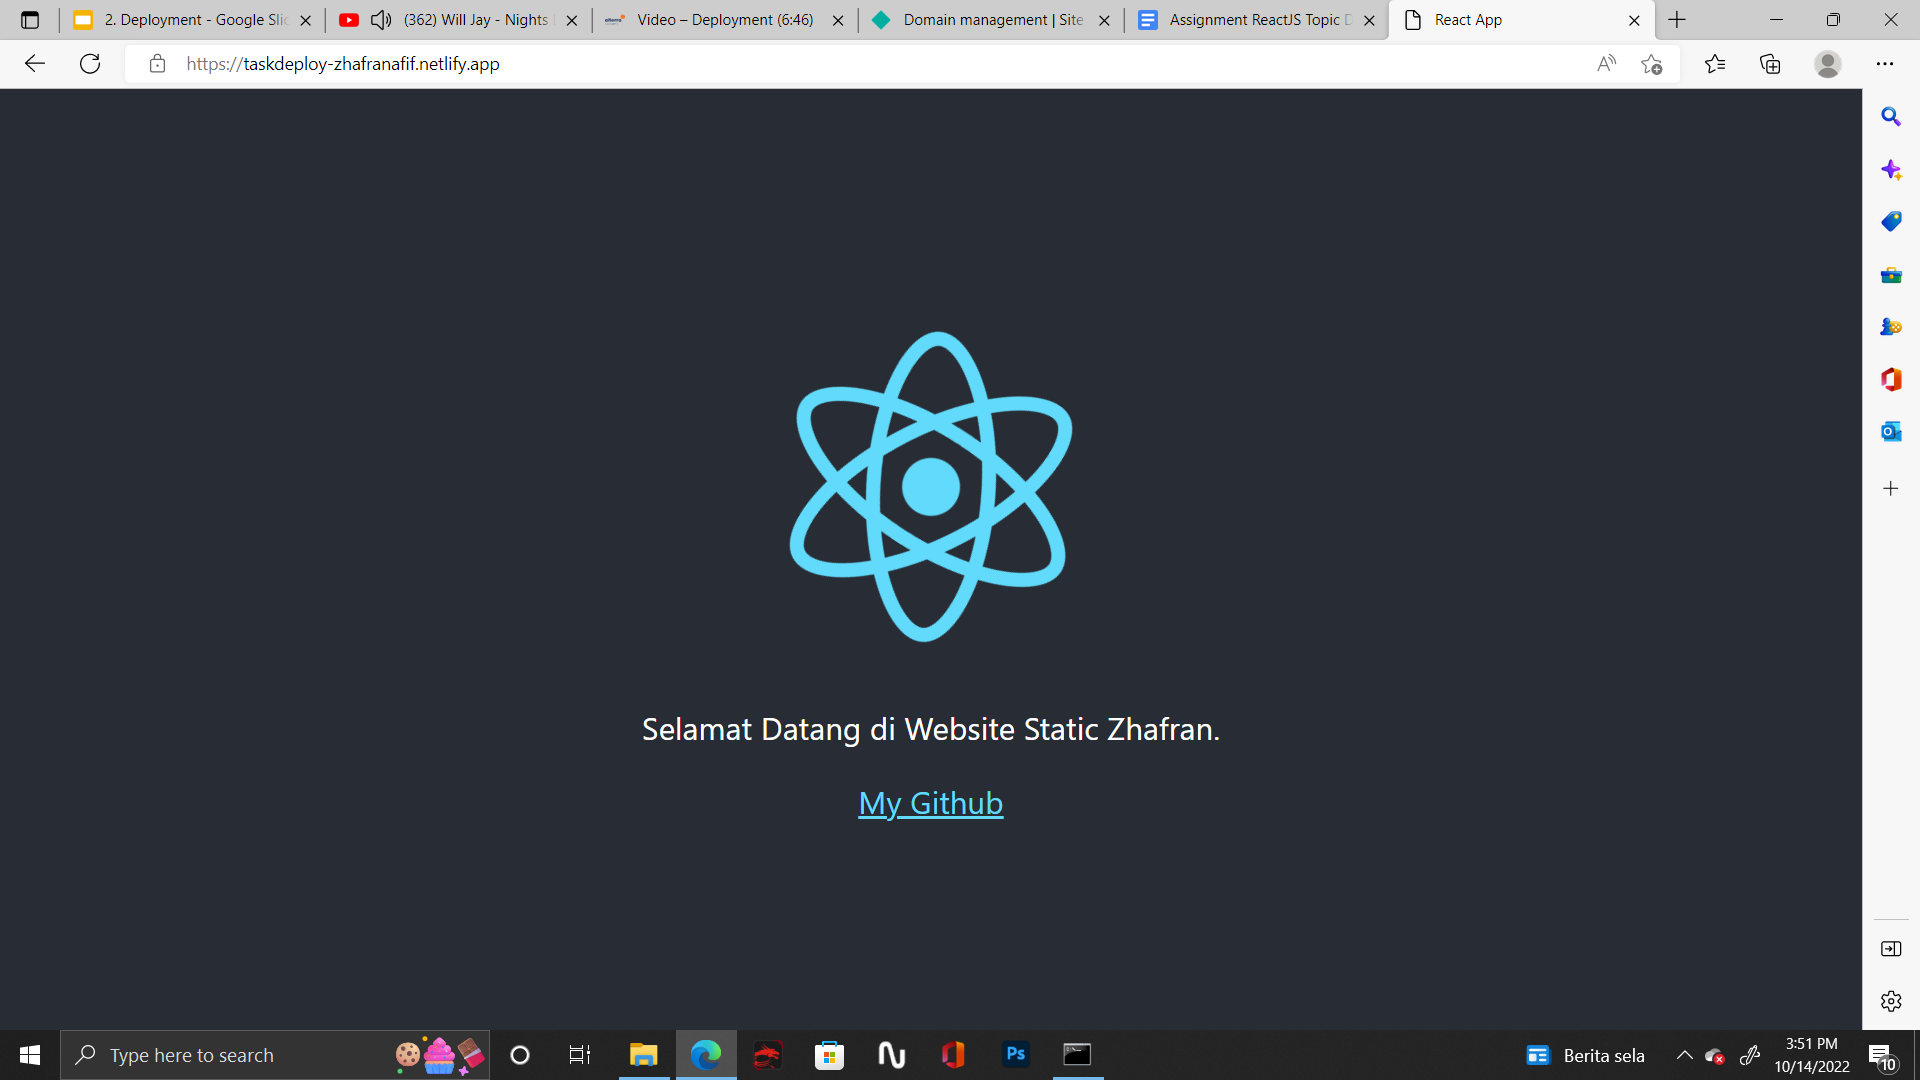 2. Deployment - Google Slic
(362) Will Jay - Nights
Video – Deployment (6:46)
Domain management | Site
Assignment ReactJS Topic D
React App
https://taskdeploy-zhafranafif.netlify.app
Selamat Datang di Website Static Zhafran.
My Github
Type here to search
Ps
Berita sela
3:51 PM
10/14/2022
10